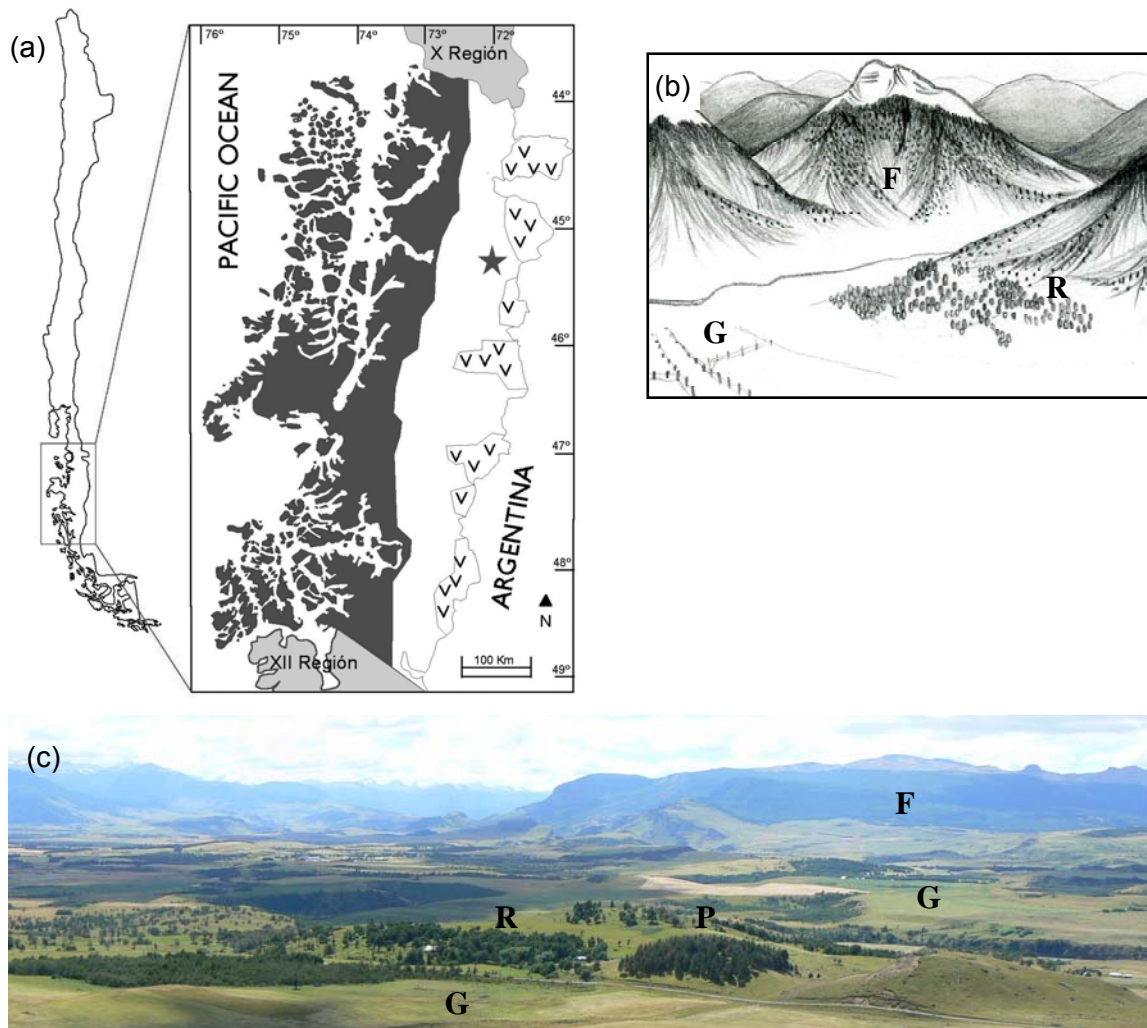 (a)
76° 75° 74° 73° 72°
X Región
44°
45°
46°
47°
48°
49°
PACIFIC OCEAN
ARGENTINA
N
100 Km
XII Región
V V V V
V V V
V
V V V V
V V V
V
V V V V V
(b)
F
R
G
(c)
F
G
R P
G